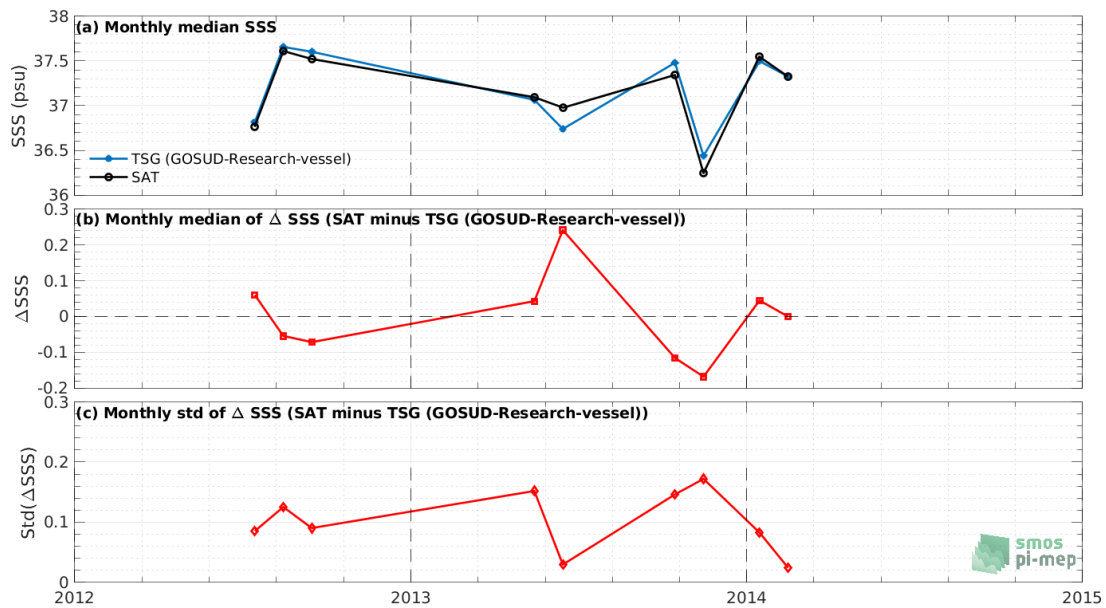 (a) Monthly median SSS
38
37.5
37
36.5
36
SSS (psu)
TSG (GOSUD-Research-vessel)
SAT
(b) Monthly median of Δ SSS (SAT minus TSG (GOSUD-Research-vessel))
0.3
0.2
0.1
0
-0.1
-0.2
ΔSSS
(c) Monthly std of Δ SSS (SAT minus TSG (GOSUD-Research-vessel))
0.3
0.2
0.1
0
Std(ΔSSS)
smos
pi-mep
2012 2013 2014 2015